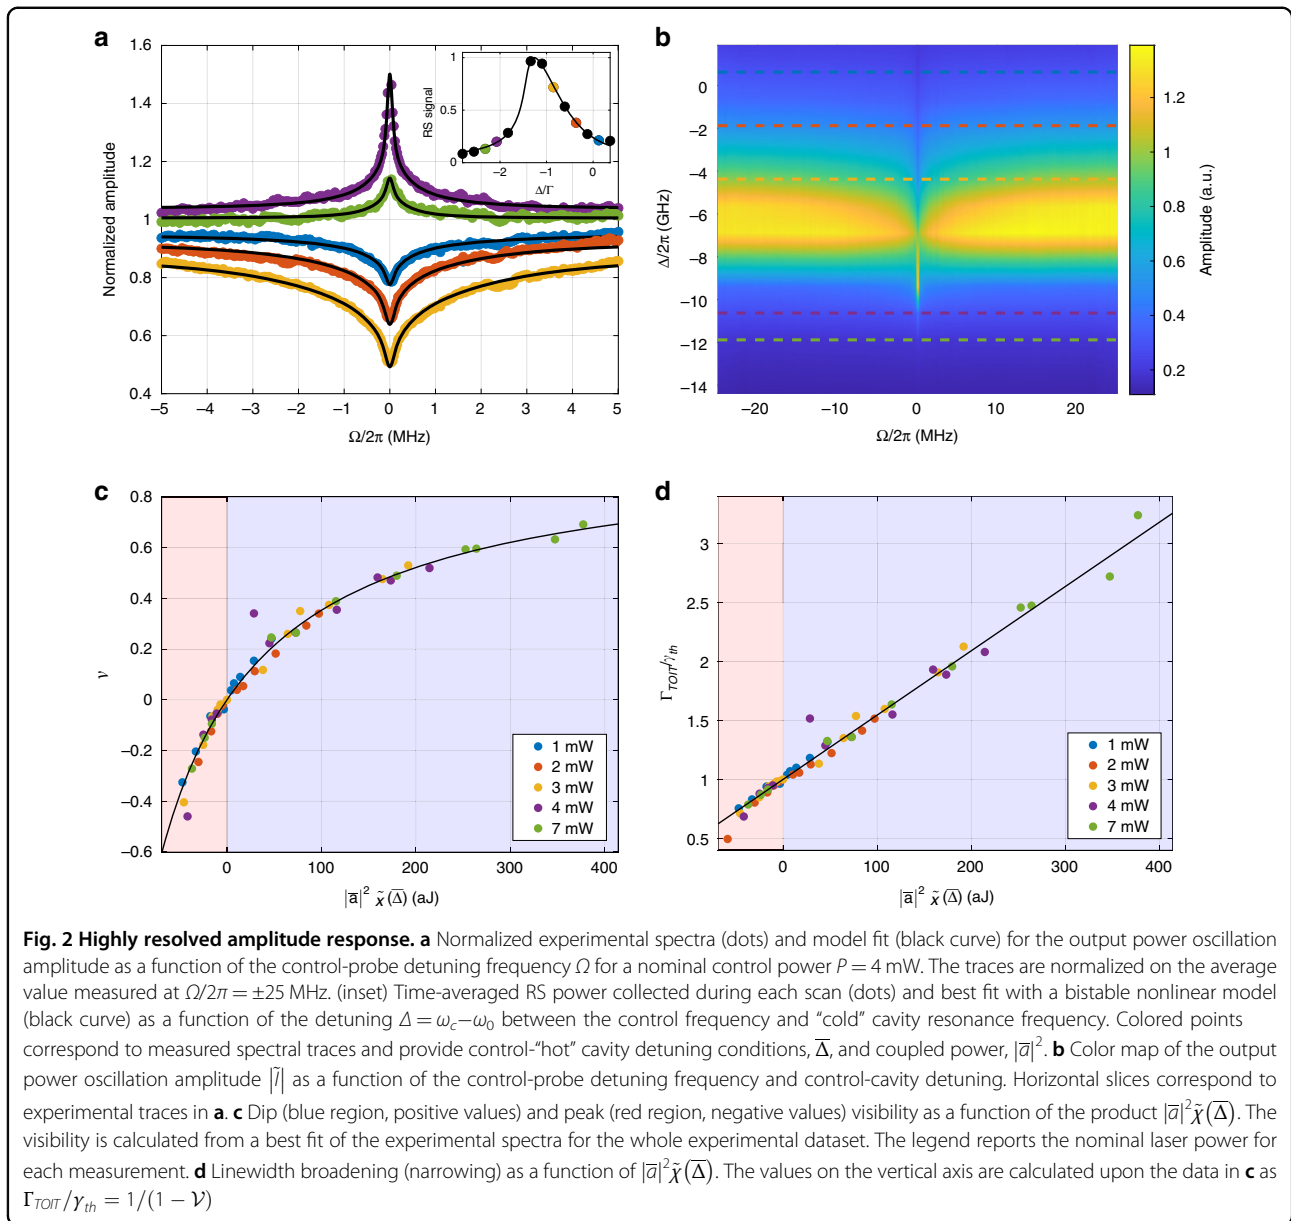 a
1.6
1.4
1.2
1
0.8
0.6
0.4
Normalized amplitude
–5
–4
–3
–2
–1
0
1
2
3
4
5
Ω/2π (MHz)
1
0.5
0
RS signal
–2
–1
0
Δ/Γ
b
0
–2
–4
–6
–8
–10
–12
–14
Δ/2π (GHz)
–20
–10
0
10
20
Ω/2π (MHz)
1.2
1
0.8
0.6
0.4
0.2
Amplitude (a.u.)
c
0.8
0.6
0.4
0.2
0
–0.2
–0.4
–0.6
ν
0
100
200
300
400
|a̅|² χ̃(Δ̅) (aJ)
1 mW
2 mW
3 mW
4 mW
7 mW
d
3
2.5
2
1.5
1
0.5
Γ_TOIT/γ_th
0
100
200
300
400
|a̅|² χ̃(Δ̅) (aJ)
1 mW
2 mW
3 mW
4 mW
7 mW
Fig. 2 Highly resolved amplitude response. a Normalized experimental spectra (dots) and model fit (black curve) for the output power oscillation
amplitude as a function of the control-probe detuning frequency Ω for a nominal control power P = 4 mW. The traces are normalized on the average
value measured at Ω/2π = ±25 MHz. (inset) Time-averaged RS power collected during each scan (dots) and best fit with a bistable nonlinear model
(black curve) as a function of the detuning Δ = ω_c−ω_0 between the control frequency and “cold” cavity resonance frequency. Colored points
correspond to measured spectral traces and provide control-“hot” cavity detuning conditions, Δ̅, and coupled power, |a̅|². b Color map of the output
power oscillation amplitude |l̃| as a function of the control-probe detuning frequency and control-cavity detuning. Horizontal slices correspond to
experimental traces in a. c Dip (blue region, positive values) and peak (red region, negative values) visibility as a function of the product |a̅|²χ̃(Δ̅). The
visibility is calculated from a best fit of the experimental spectra for the whole experimental dataset. The legend reports the nominal laser power for
each measurement. d Linewidth broadening (narrowing) as a function of |a̅|²χ̃(Δ̅). The values on the vertical axis are calculated upon the data in c as
Γ_TOIT/γ_th = 1/(1 − 𝒱)